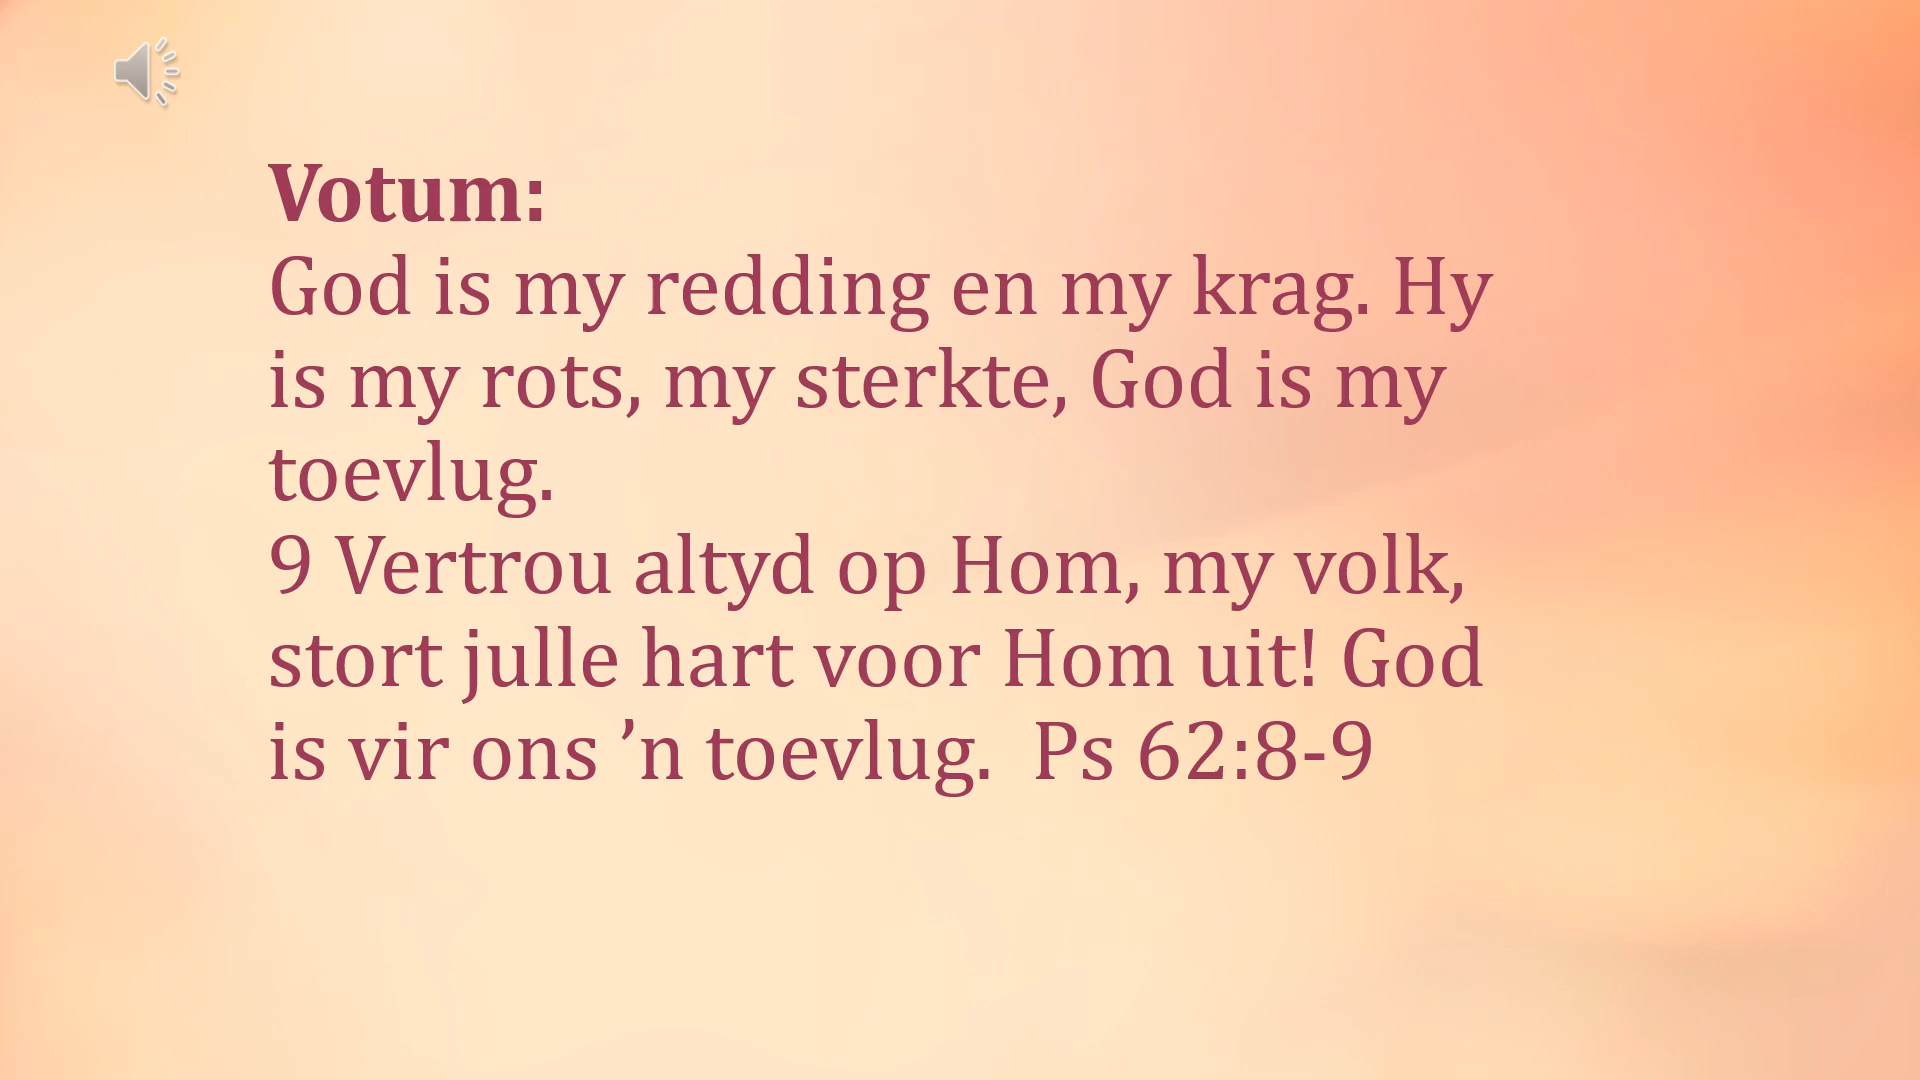 Votum:
God is my redding en my krag. Hy
is my rots, my sterkte, God is my
toevlug.
9 Vertrou altyd op Hom, my volk,
stort julle hart voor Hom uit! God
is vir ons ’n toevlug.  Ps 62:8-9